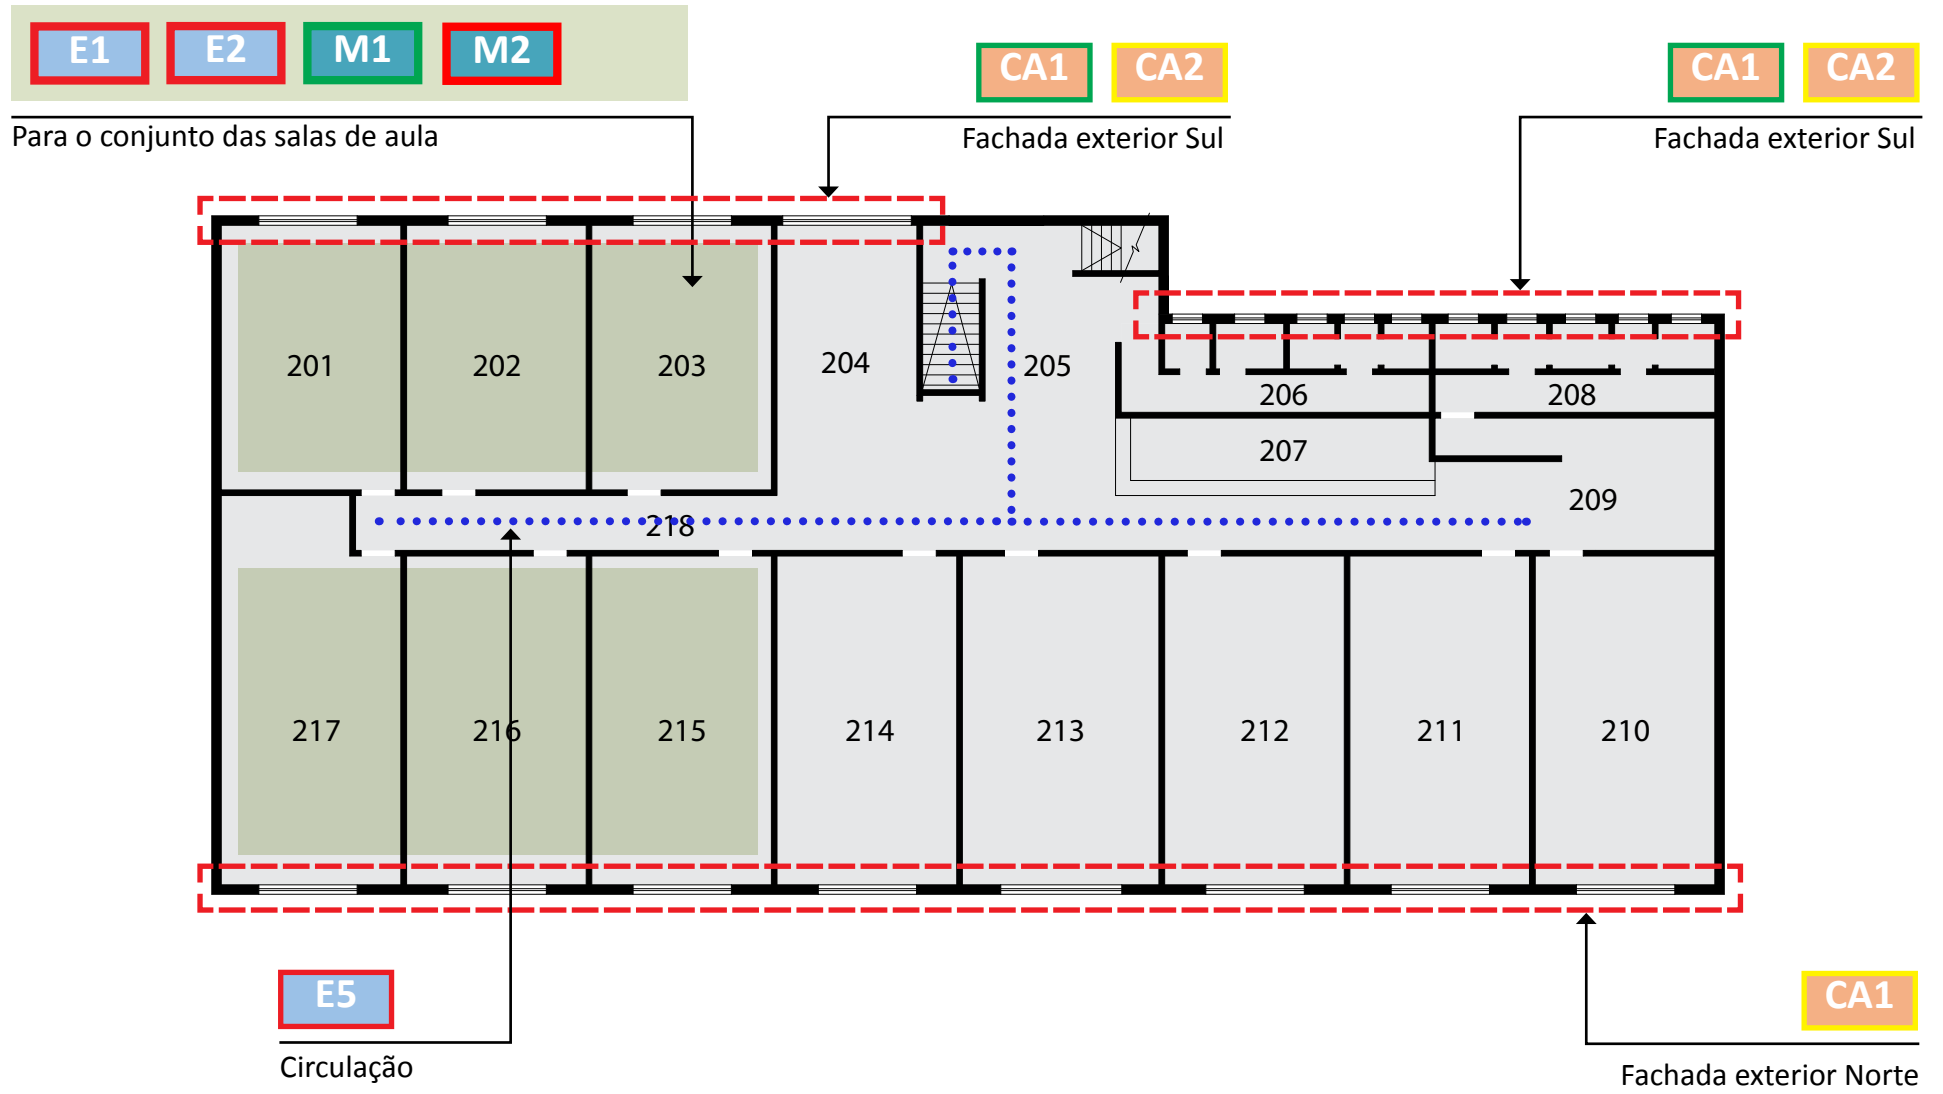 E1 E2 M1 M2
Para o conjunto das salas de aula
CA1 CA2
Fachada exterior Sul
CA1 CA2
Fachada exterior Sul
201 202 203 204 205
206 208
207
209
218
217 216 215 214 213 212 211 210
E5
Circulação
CA1
Fachada exterior Norte